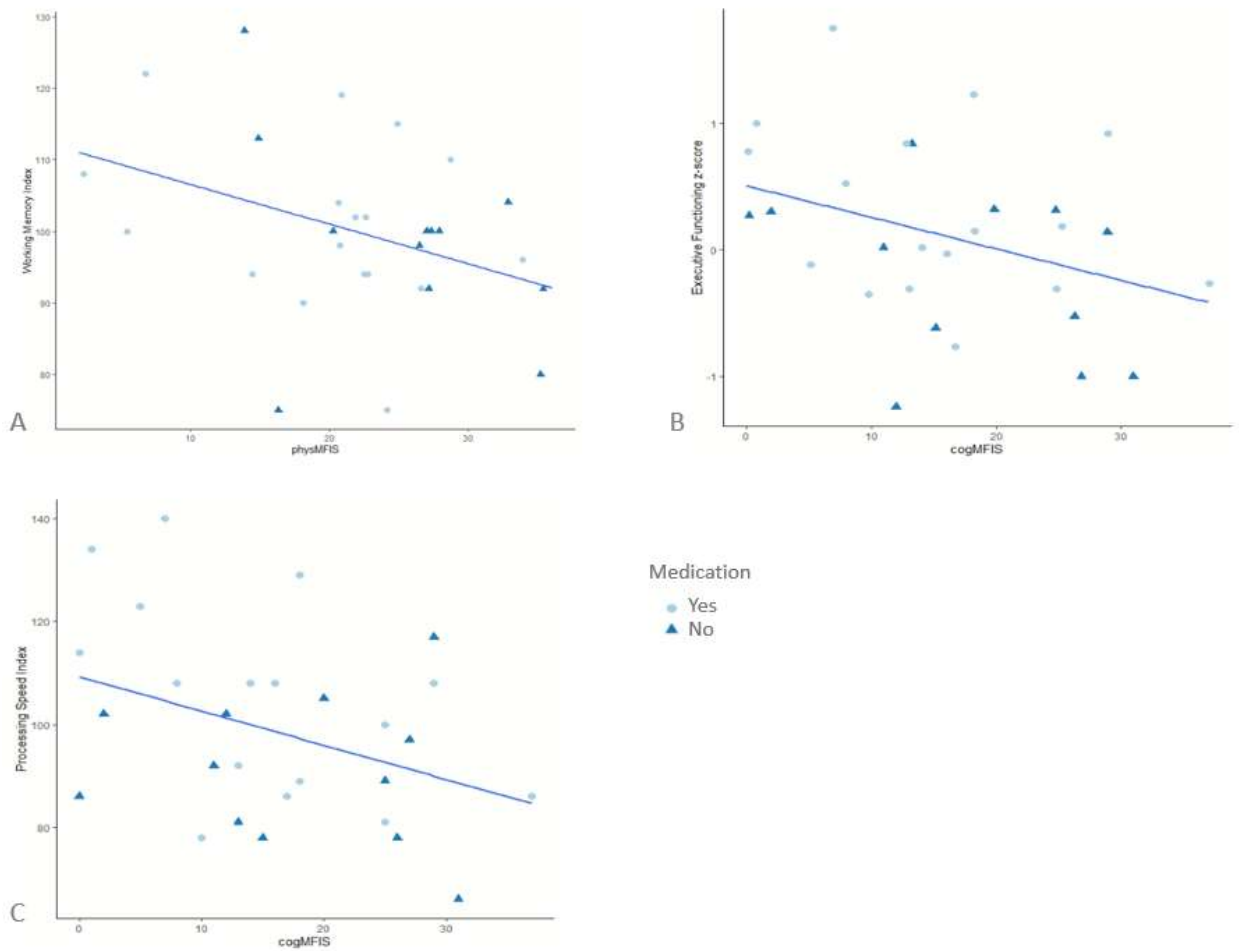 130
120
110
100
90
80
Working Memory Index
10 20 30
physMFIS
A
1
0
-1
Executive Functioning z-score
0 10 20 30
cogMFIS
B
140
120
100
80
Processing Speed Index
0 10 20 30
cogMFIS
C
Medication
Yes
No